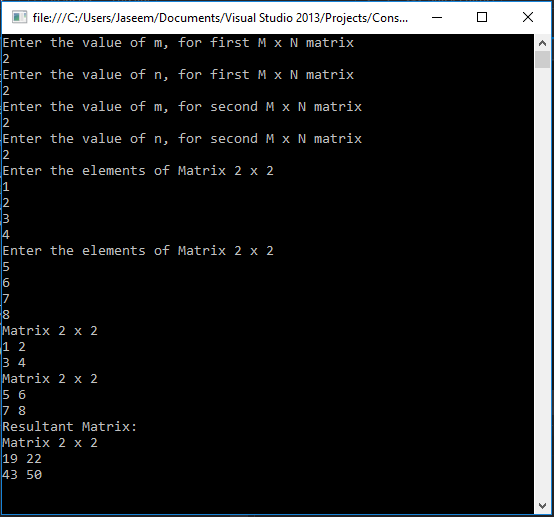 file:///C:/Users/Jaseem/Documents/Visual Studio 2013/Projects/Cons...
Enter the value of m, for first M x N matrix
2
Enter the value of n, for first M x N matrix
2
Enter the value of m, for second M x N matrix
2
Enter the value of n, for second M x N matrix
2
Enter the elements of Matrix 2 x 2
1
2
3
4
Enter the elements of Matrix 2 x 2
5
6
7
8
Matrix 2 x 2
1 2
3 4
Matrix 2 x 2
5 6
7 8
Resultant Matrix:
Matrix 2 x 2
19 22
43 50